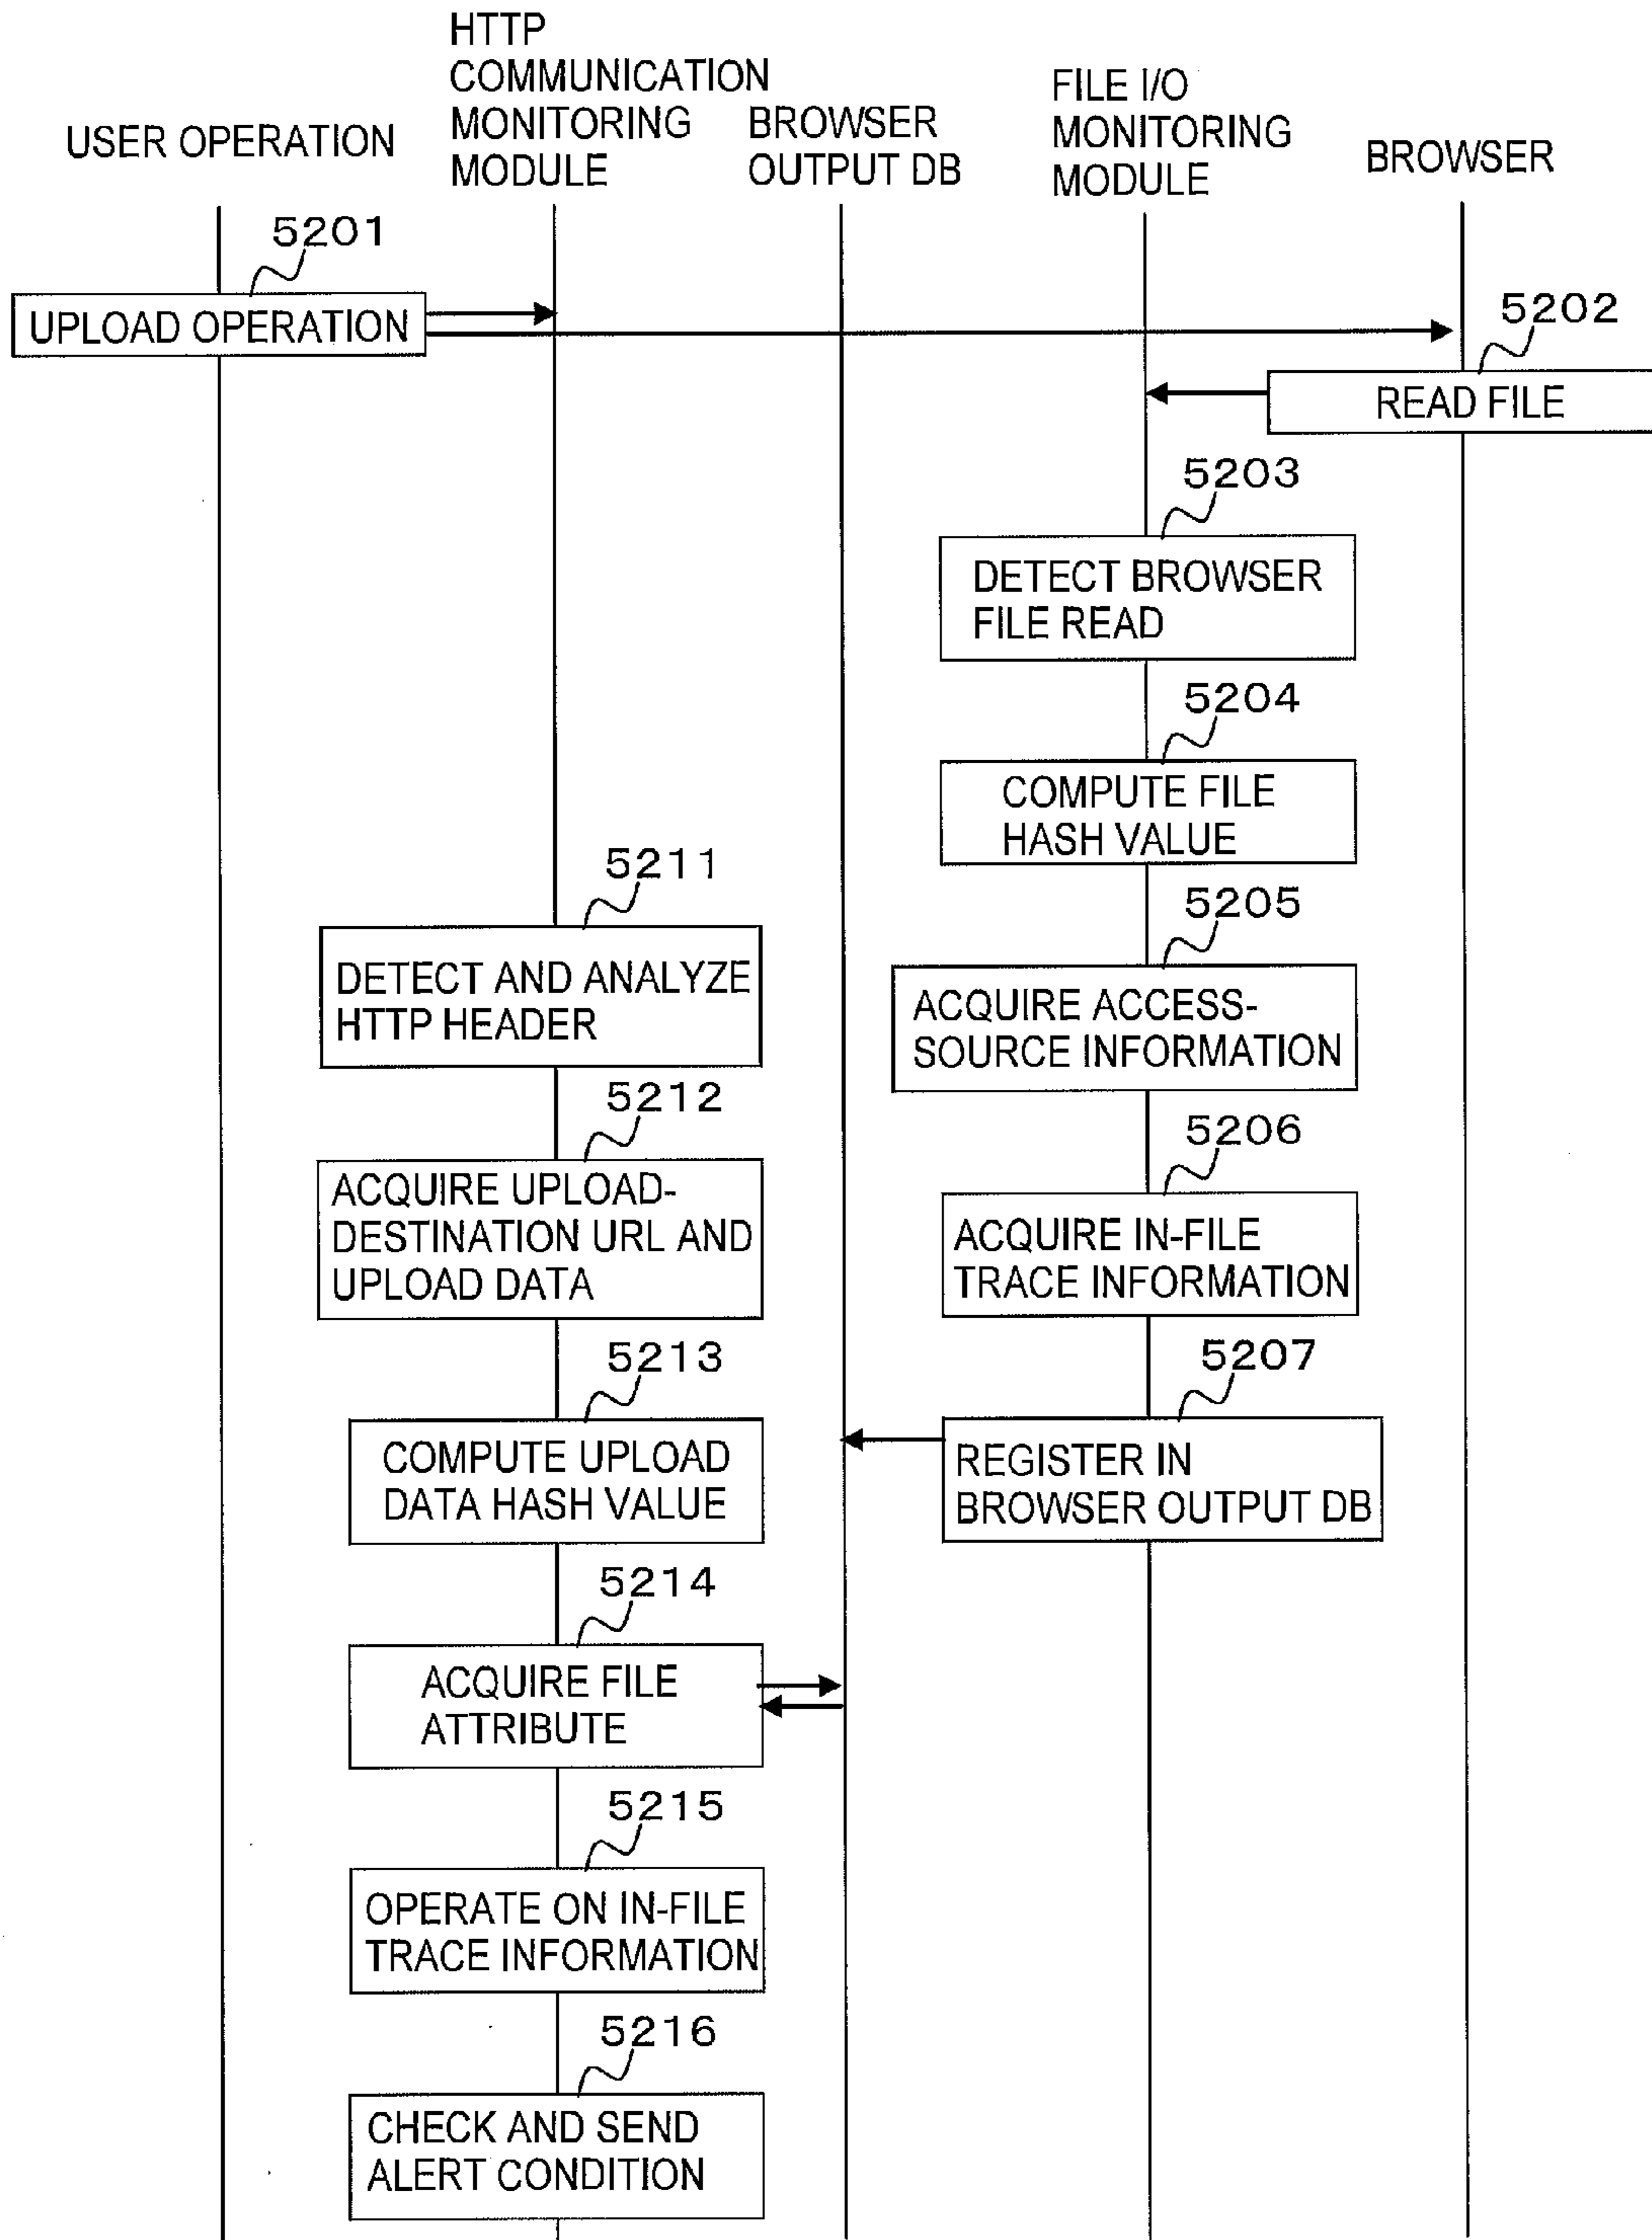 HTTP
COMMUNICATION
MONITORING
MODULE
USER OPERATION
BROWSER
OUTPUT DB
FILE I/O
MONITORING
MODULE
BROWSER
5201
UPLOAD OPERATION
5202
READ FILE
5203
DETECT BROWSER
FILE READ
5204
COMPUTE FILE
HASH VALUE
5211
DETECT AND ANALYZE
HTTP HEADER
5205
ACQUIRE ACCESS-
SOURCE INFORMATION
5212
ACQUIRE UPLOAD-
DESTINATION URL AND
UPLOAD DATA
5206
ACQUIRE IN-FILE
TRACE INFORMATION
5213
COMPUTE UPLOAD
DATA HASH VALUE
5207
REGISTER IN
BROWSER OUTPUT DB
5214
ACQUIRE FILE
ATTRIBUTE
5215
OPERATE ON IN-FILE
TRACE INFORMATION
5216
CHECK AND SEND
ALERT CONDITION